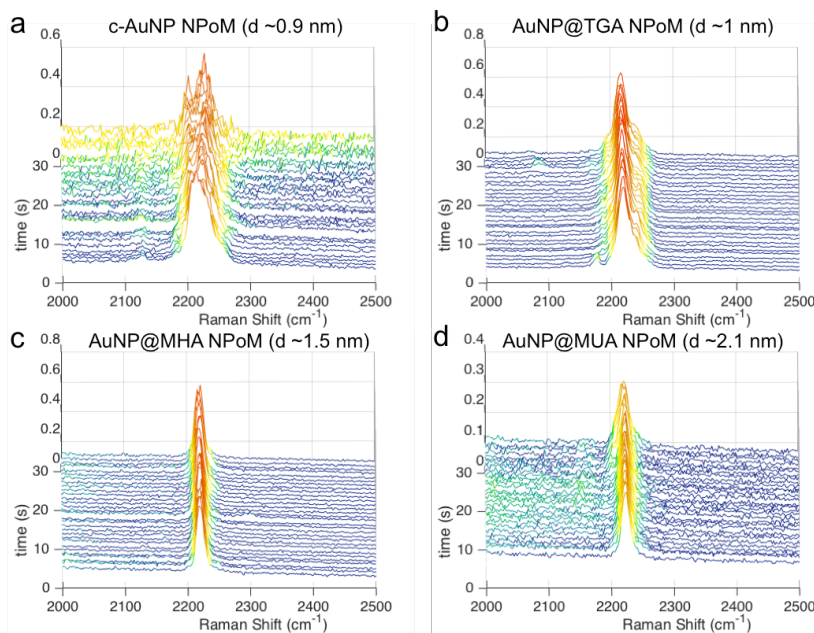 a
c-AuNP NPoM (d ~0.9 nm)
0.6
0.4
0.2
0
30
20
10
0
time (s)
2000 2100 2200 2300 2400 2500
Raman Shift (cm⁻¹)
b
AuNP@TGA NPoM (d ~1 nm)
0.6
0.4
0.2
0
30
20
10
0
time (s)
2000 2100 2200 2300 2400 2500
Raman Shift (cm⁻¹)
c
AuNP@MHA NPoM (d ~1.5 nm)
0.8
0.6
0.4
0.2
0
30
20
10
0
time (s)
2000 2100 2200 2300 2400 2500
Raman Shift (cm⁻¹)
d
AuNP@MUA NPoM (d ~2.1 nm)
0.4
0.3
0.2
0.1
0
30
20
10
0
time (s)
2000 2100 2200 2300 2400 2500
Raman Shift (cm⁻¹)